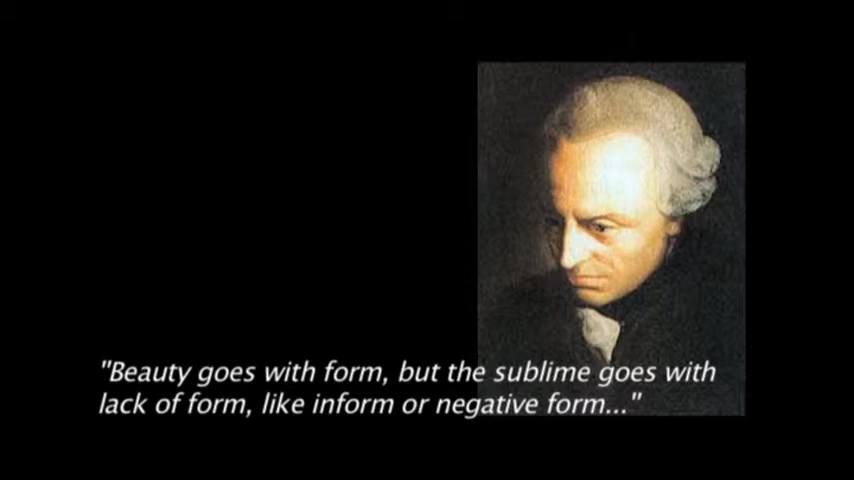 "Beauty goes with form, but the sublime goes with
lack of form, like inform or negative form..."